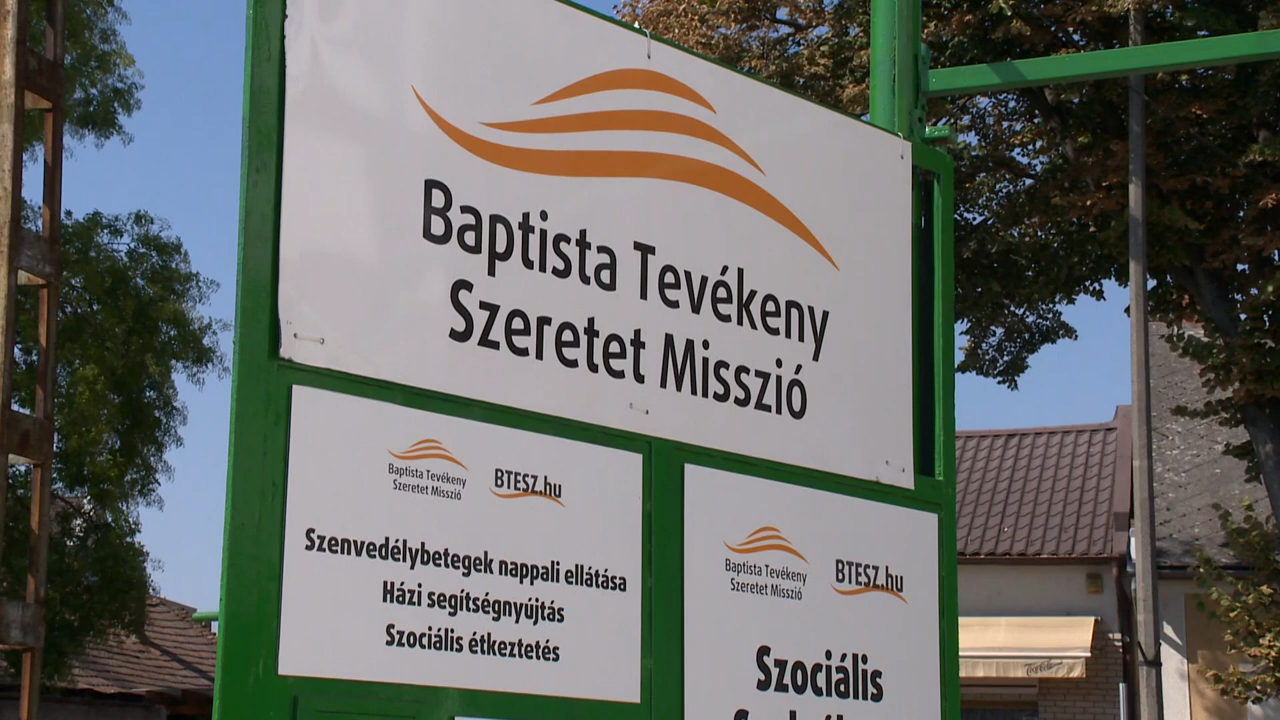 Baptista Tevékeny
Szeretet Misszió
Baptista Tevékeny
Szeretet Misszió
BTESZ.hu
Szenvedélybetegek nappali ellátása
Házi segítségnyújtás
Szociális étkeztetés
Baptista Tevékeny
Szeretet Misszió
BTESZ.hu
Szociális